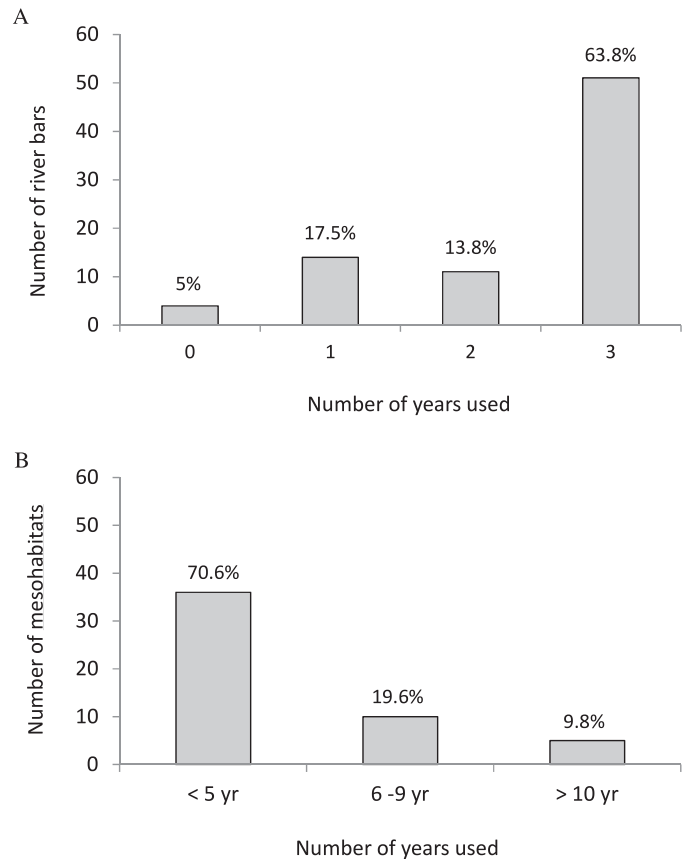 A
60
50
40
30
20
10
0
Number of river bars
5%
17.5%
13.8%
63.8%
0 1 2 3
Number of years used
B
60
50
40
30
20
10
0
Number of mesohabitats
70.6%
19.6%
9.8%
< 5 yr 6 -9 yr > 10 yr
Number of years used